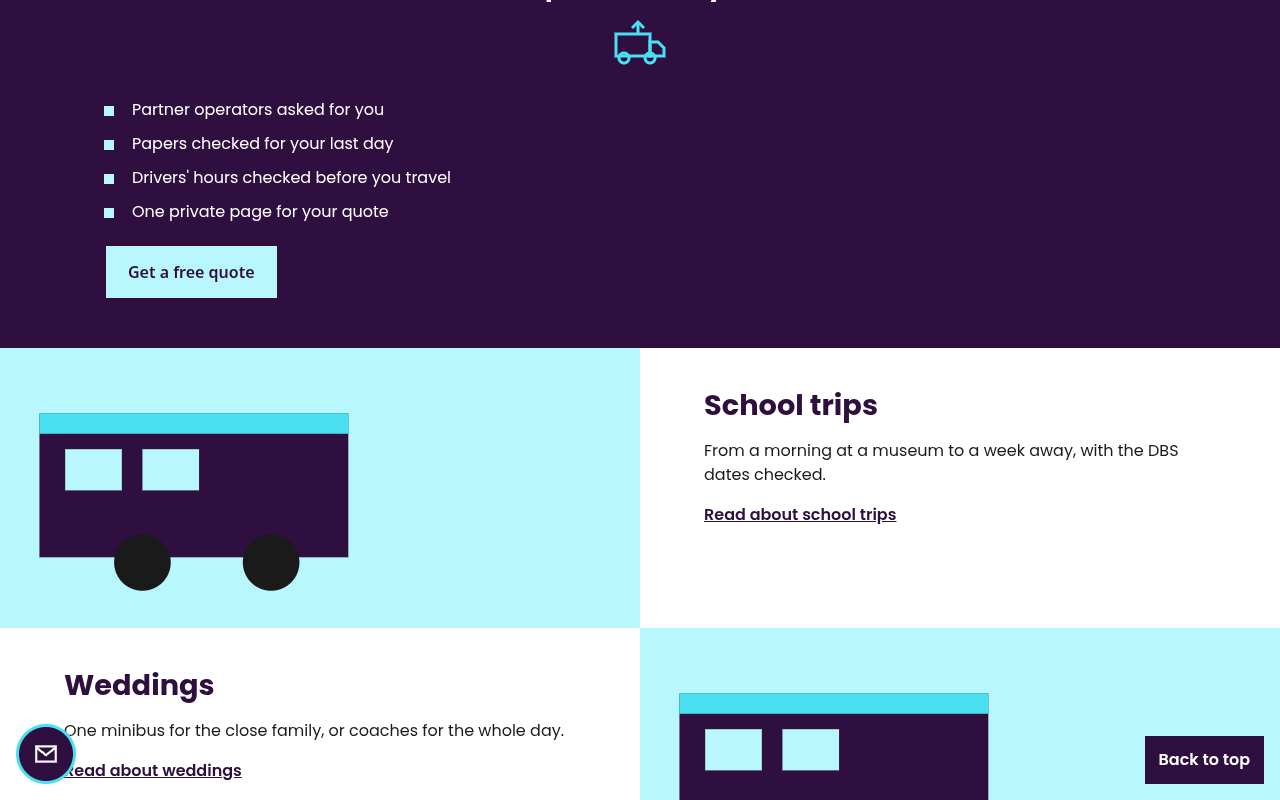 Partner operators asked for you
Papers checked for your last day
Drivers' hours checked before you travel
One private page for your quote
Get a free quote
School trips
From a morning at a museum to a week away, with the DBS
dates checked.
Read about school trips
Weddings
One minibus for the close family, or coaches for the whole day.
Read about weddings
Back to top